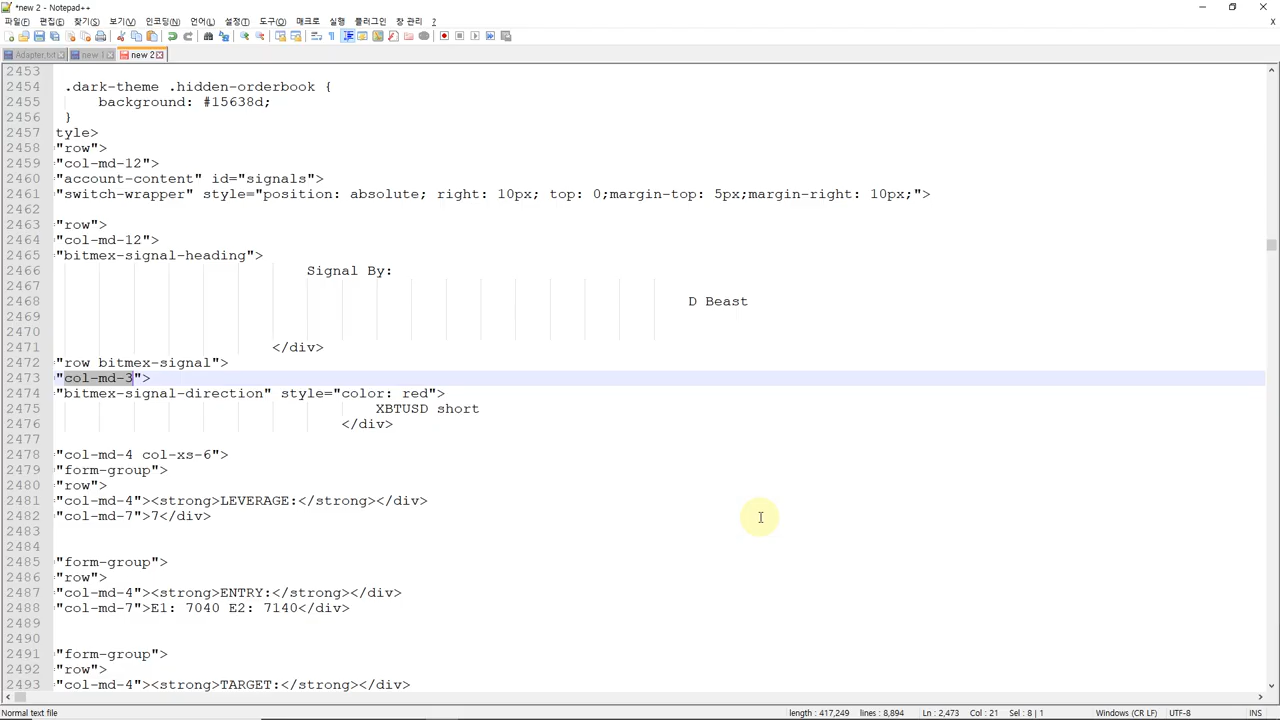 *new 2 - Notepad++
파일(F) 편집(E) 찾기(S) 보기(V) 인코딩(N) 언어(L) 설정(T) 도구(O) 매크로 실행 플러그인 창 관리 ?
Adapter.txt new 1 new 2
2453
2454 .dark-theme .hidden-orderbook {
2455 background: #15638d;
2456 }
2457 tyle>
2458 ="row">
2459 ="col-md-12">
2460 ="account-content" id="signals">
2461 ="switch-wrapper" style="position: absolute; right: 10px; top: 0;margin-top: 5px;margin-right: 10px;">
2462
2463 ="row">
2464 ="col-md-12">
2465 ="bitmex-signal-heading">
2466 Signal By:
2467
2468 D Beast
2469
2470
2471 </div>
2472 ="row bitmex-signal">
2473 ="col-md-3">
2474 ="bitmex-signal-direction" style="color: red">
2475 XBTUSD short
2476 </div>
2477
2478 ="col-md-4 col-xs-6">
2479 ="form-group">
2480 ="row">
2481 ="col-md-4"><strong>LEVERAGE:</strong></div>
2482 ="col-md-7">7</div>
2483
2484
2485 ="form-group">
2486 ="row">
2487 ="col-md-4"><strong>ENTRY:</strong></div>
2488 ="col-md-7">E1: 7040 E2: 7140</div>
2489
2490
2491 ="form-group">
2492 ="row">
2493 ="col-md-4"><strong>TARGET:</strong></div>
Normal text file length : 417,249 lines : 8,894 Ln : 2,473 Col : 21 Sel : 8 | 1 Windows (CR LF) UTF-8 INS